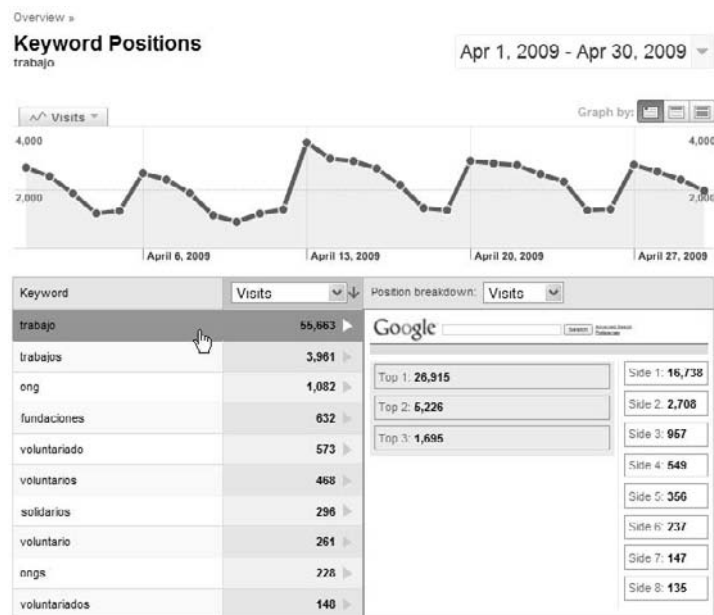 Overview »
Keyword Positions
trabajo
Apr 1, 2009 - Apr 30, 2009
Visits
Graph by:
4,000 4,000
2,000 2,000
April 6, 2009 April 13, 2009 April 20, 2009 April 27, 2009
Keyword Visits Position breakdown: Visits
trabajo 55,663
trabajos 3,961
ong 1,082
fundaciones 632
voluntariado 573
voluntarios 468
solidarios 296
voluntario 261
ongs 228
voluntariados 148
Google Search Advanced Search
Preferences
Top 1: 26,915
Top 2: 5,226
Top 3: 1,695
Side 1: 16,738
Side 2: 2,708
Side 3: 957
Side 4: 549
Side 5: 356
Side 6: 237
Side 7: 147
Side 8: 135